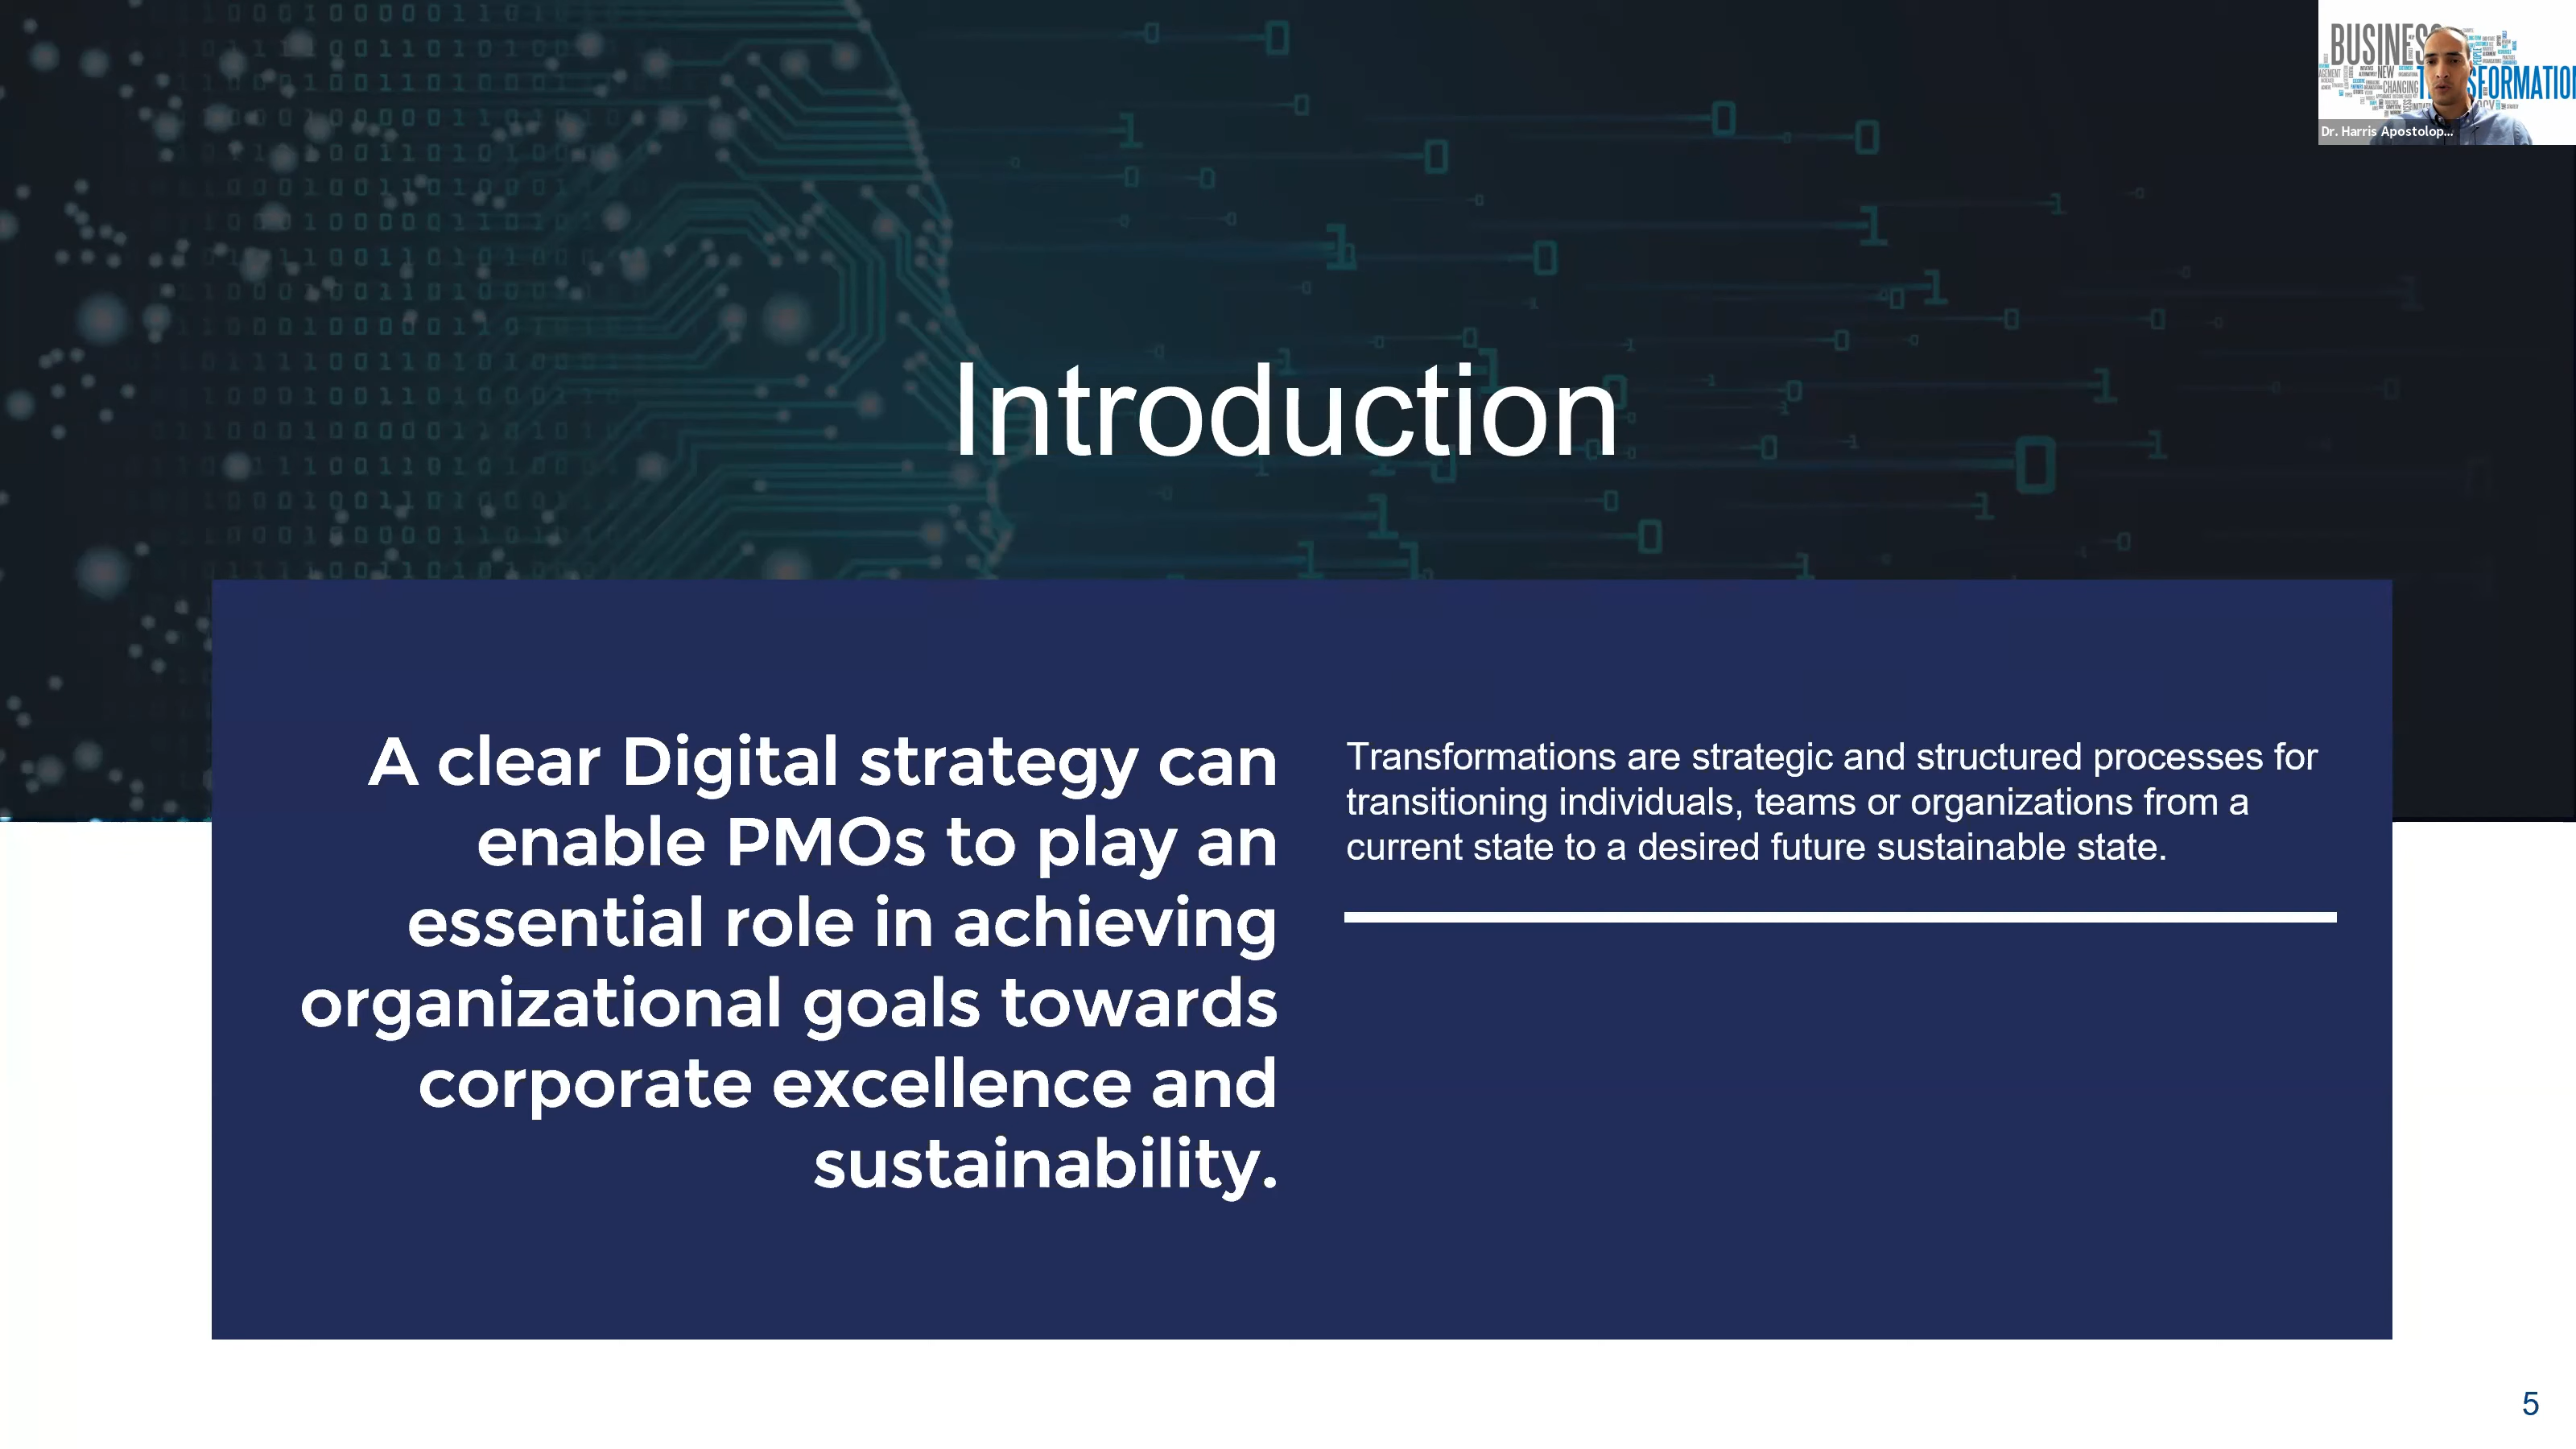 BUSINESS
NEW
CHANGING
Dr. Harris Apostolop...
Introduction
A clear Digital strategy can
enable PMOs to play an
essential role in achieving
organizational goals towards
corporate excellence and
sustainability.
Transformations are strategic and structured processes for
transitioning individuals, teams or organizations from a
current state to a desired future sustainable state.
5